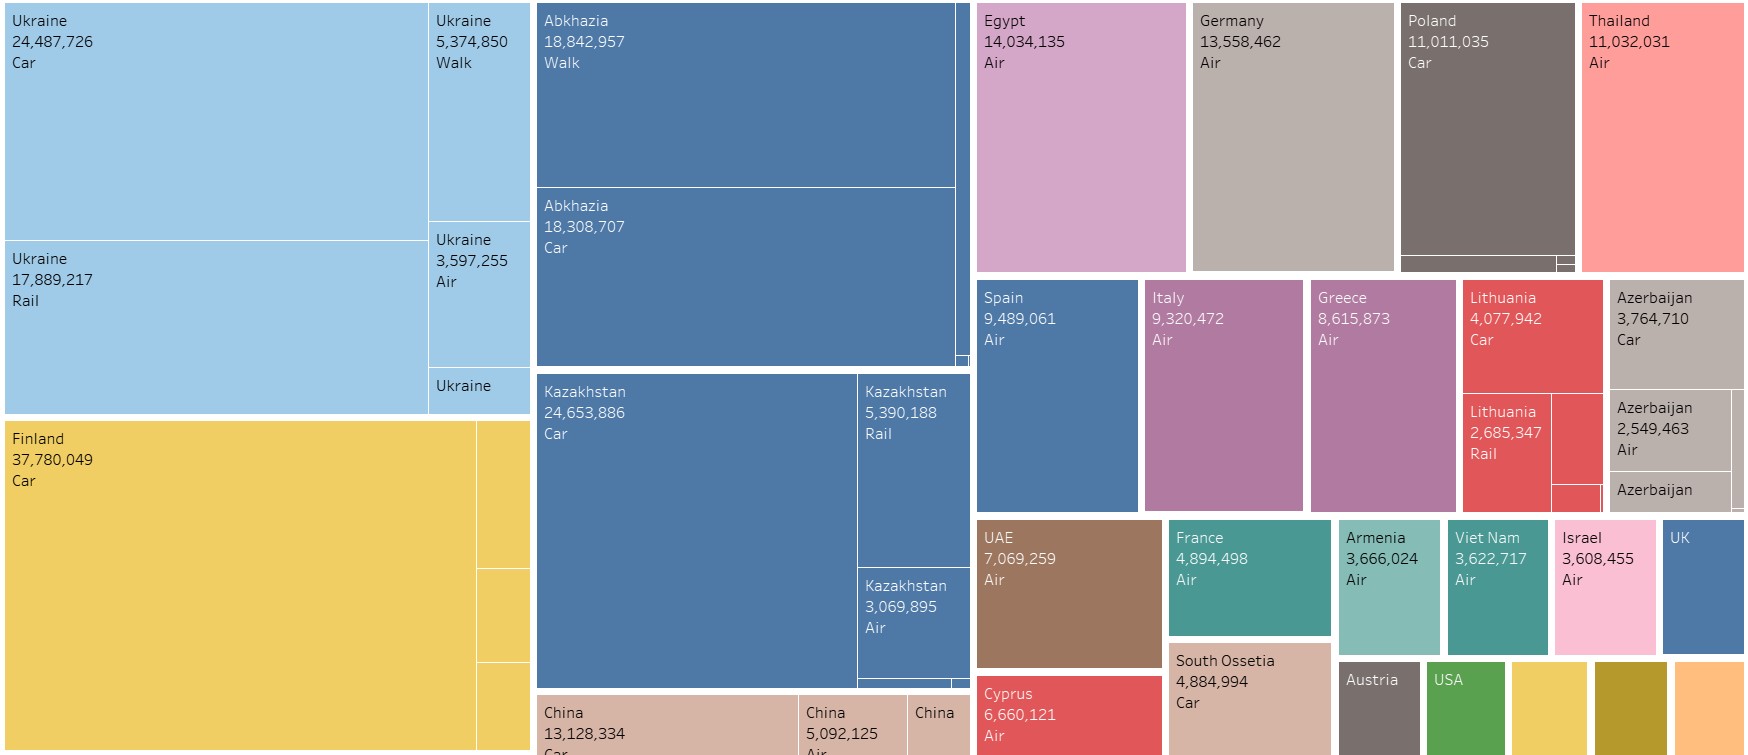 Ukraine
24,487,726
Car
Ukraine
5,374,850
Walk
Ukraine
17,889,217
Rail
Ukraine
3,597,255
Air
Ukraine
Finland
37,780,049
Car
Abkhazia
18,842,957
Walk
Abkhazia
18,308,707
Car
Kazakhstan
24,653,886
Car
Kazakhstan
5,390,188
Rail
Kazakhstan
3,069,895
Air
China
13,128,334
Car
China
5,092,125
Air
China
Egypt
14,034,135
Air
Germany
13,558,462
Air
Poland
11,011,035
Car
Thailand
11,032,031
Air
Spain
9,489,061
Air
Italy
9,320,472
Air
Greece
8,615,873
Air
Lithuania
4,077,942
Car
Lithuania
2,685,347
Rail
Azerbaijan
3,764,710
Car
Azerbaijan
2,549,463
Air
Azerbaijan
UAE
7,069,259
Air
Cyprus
6,660,121
Air
France
4,894,498
Air
South Ossetia
4,884,994
Car
Armenia
3,666,024
Air
Viet Nam
3,622,717
Air
Israel
3,608,455
Air
UK
Austria
USA